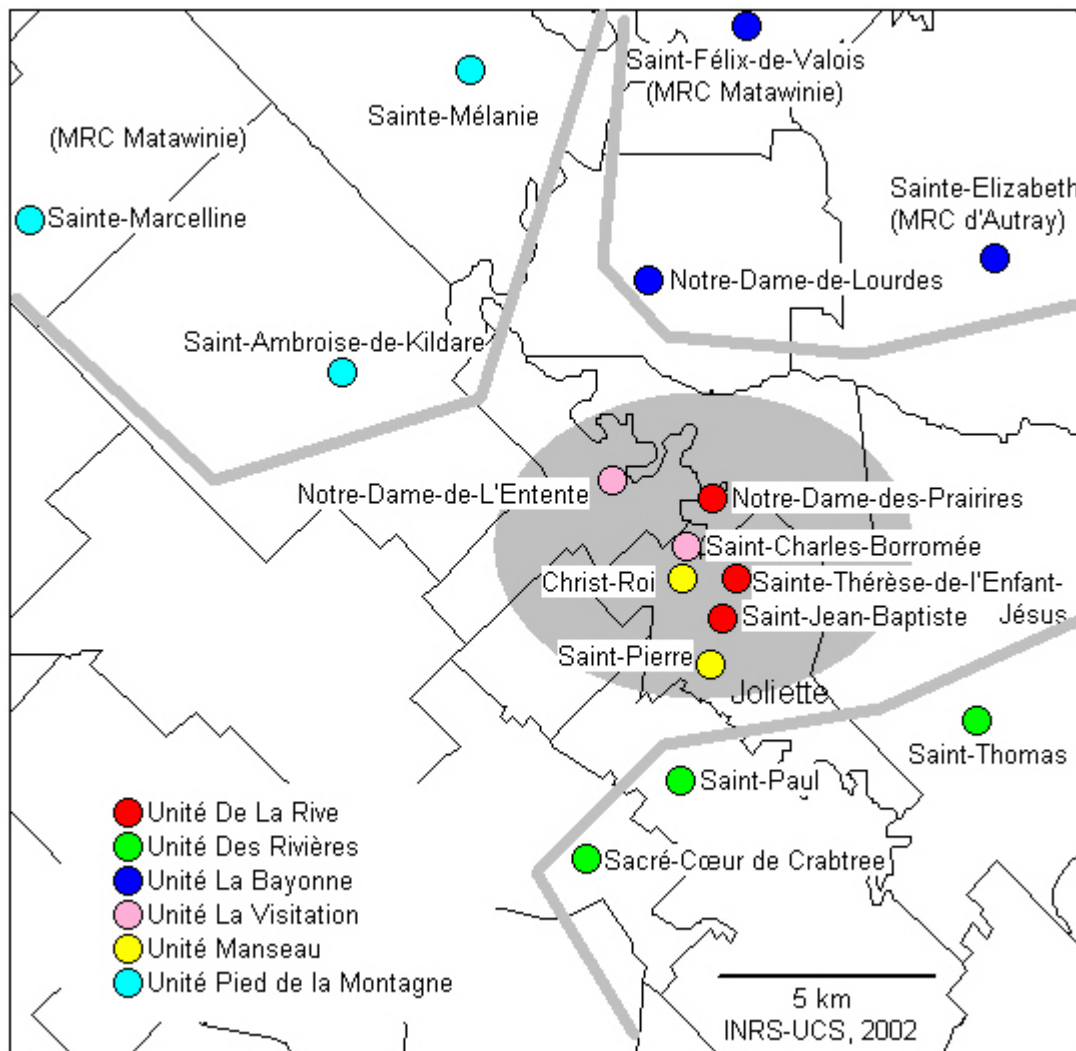 Saint-Félix-de-Valois
(MRC Matawinie)
Sainte-Mélanie
(MRC Matawinie)
Sainte-Elizabeth
(MRC d'Autray)
Sainte-Marcelline
Notre-Dame-de-Lourdes
Saint-Ambroise-de-Kildare
Notre-Dame-de-L'Entente
Notre-Dame-des-Prairires
Saint-Charles-Borromée
Christ-Roi
Sainte-Thérèse-de-l'Enfant-
Jésus
Saint-Jean-Baptiste
Saint-Pierre
Joliette
Saint-Thomas
Saint-Paul
Sacré-Cœur de Crabtree
Unité De La Rive
Unité Des Rivières
Unité La Bayonne
Unité La Visitation
Unité Manseau
Unité Pied de la Montagne
5 km
INRS-UCS, 2002